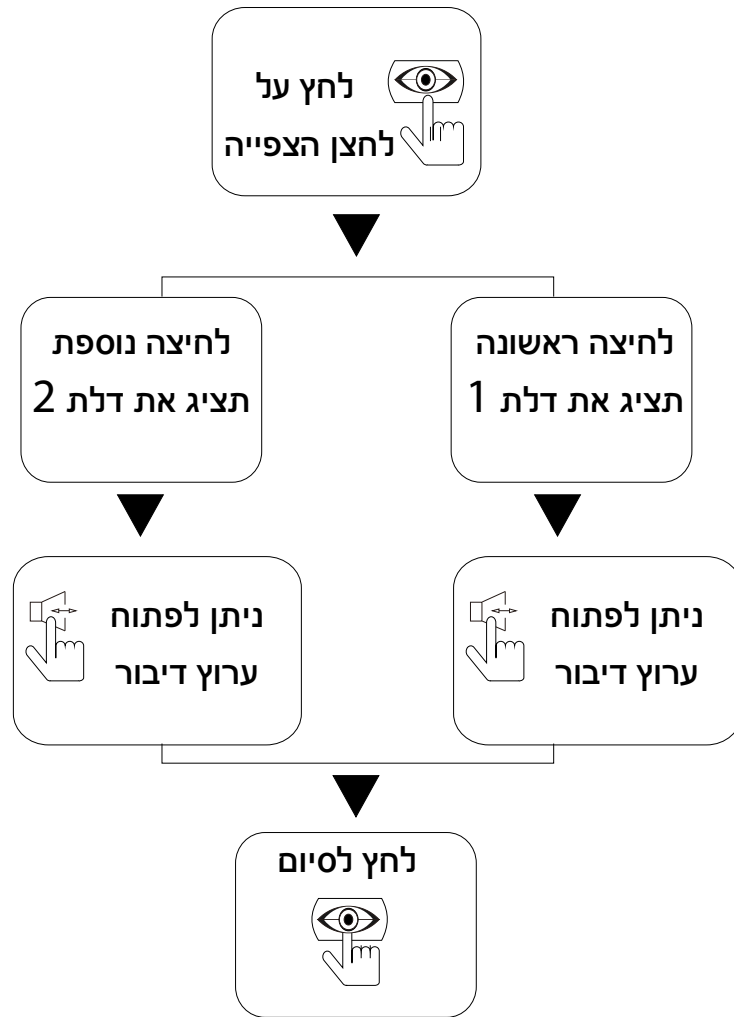 לחץ על
לחצן הצפייה
לחיצה ראשונה
תציג את דלת 1
לחיצה נוספת
תציג את דלת 2
ניתן לפתוח
ערוץ דיבור
ניתן לפתוח
ערוץ דיבור
לחץ לסיום